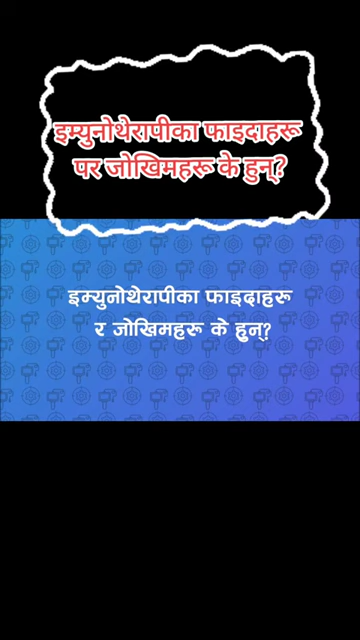 इम्युनोथेरापीका फाइदाहरू
पर जोखिमहरू के हुन्?
इम्युनोथेरापीका फाइदाहरू
र जोखिमहरू के हुन्?